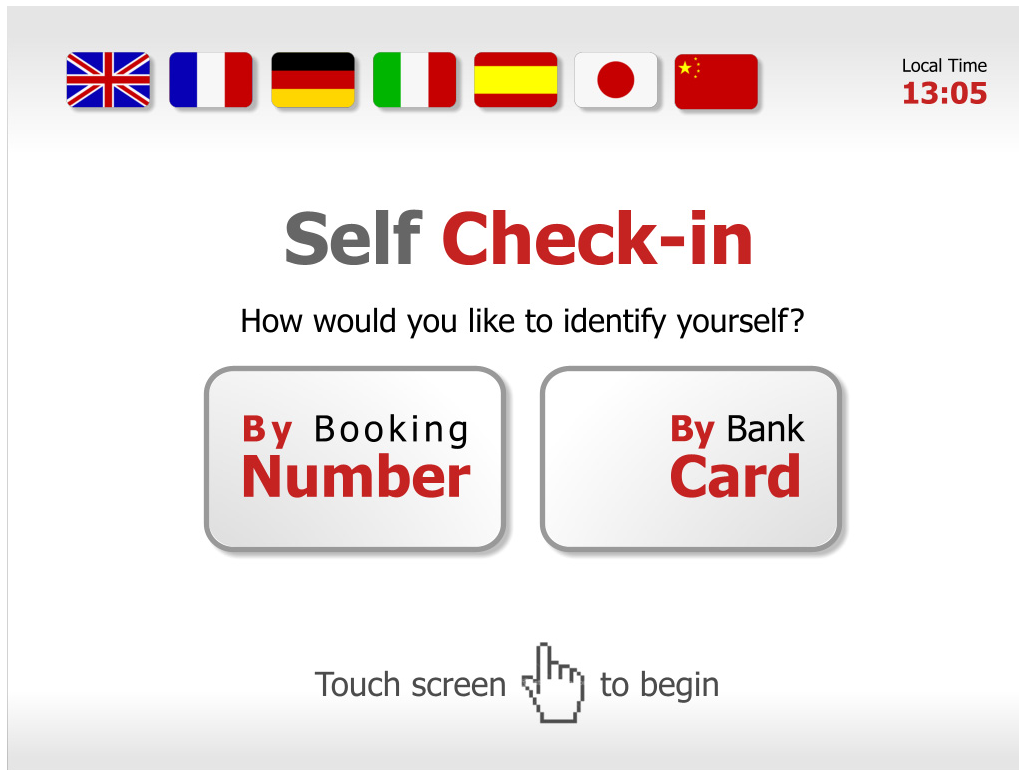 Local Time
13:05
Self Check-in
How would you like to identify yourself?
By Booking
Number
By Bank
Card
Touch screen to begin